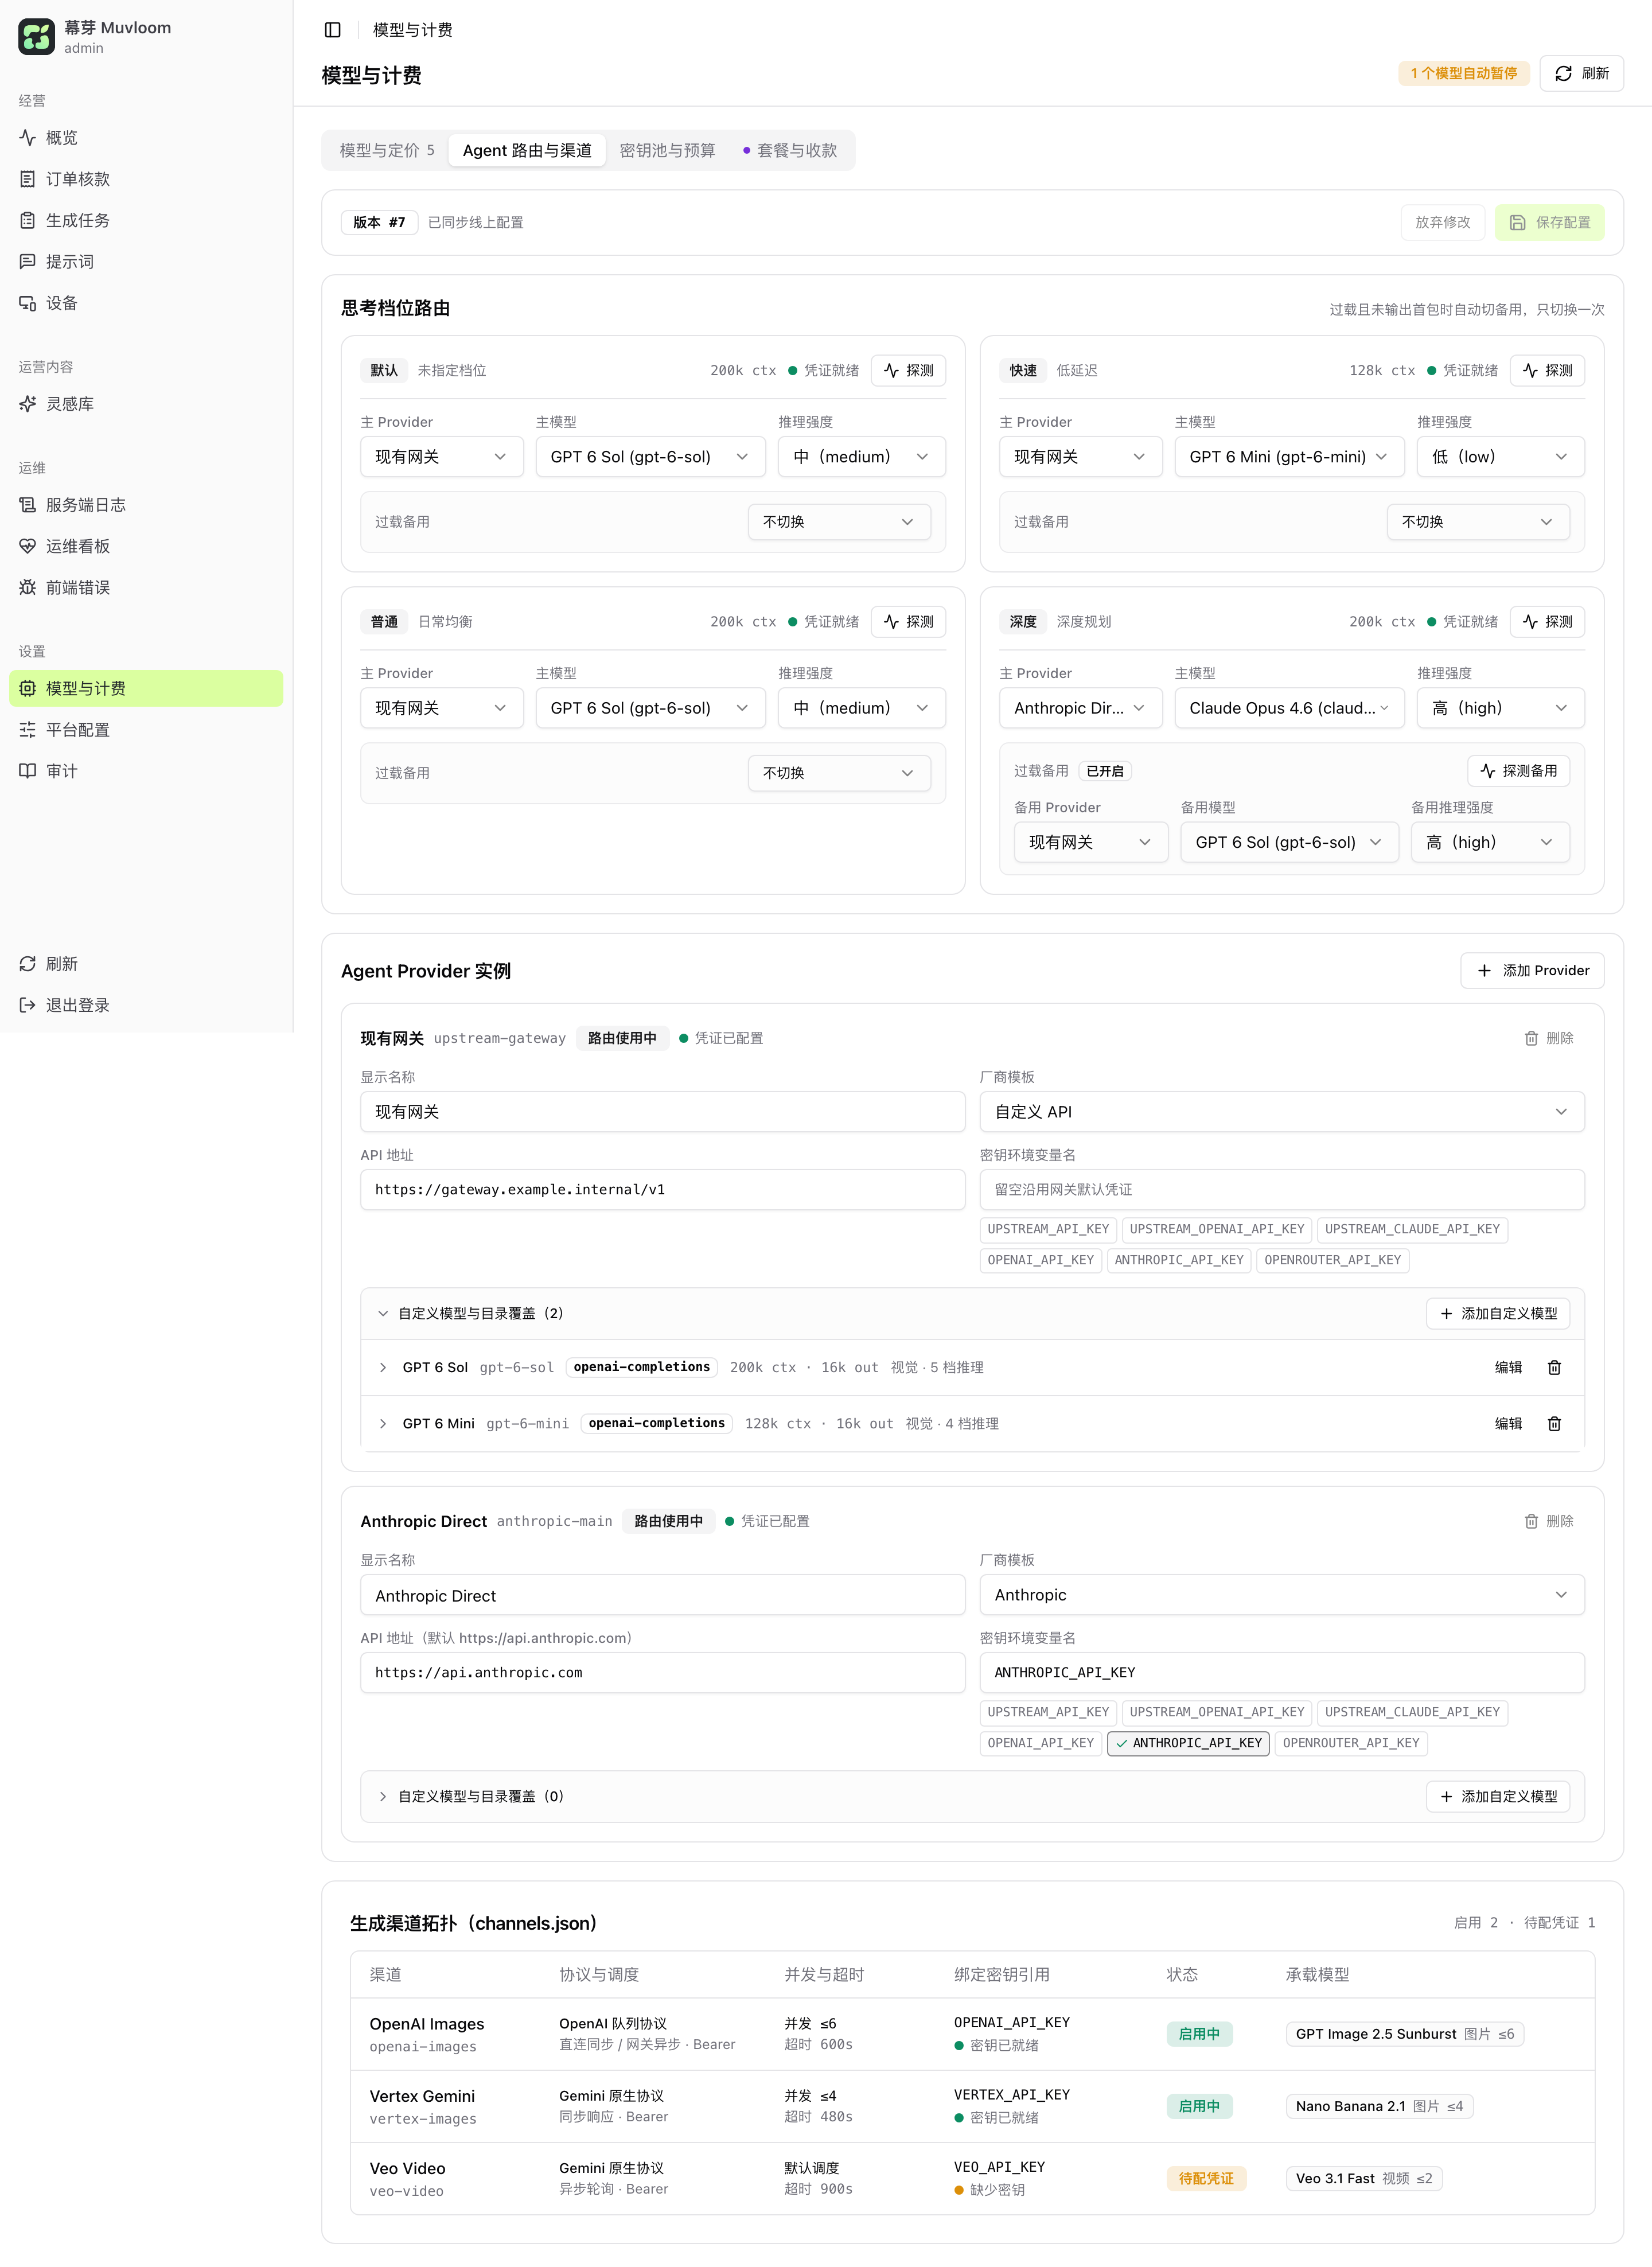 幕芽 Muvloom
admin
经营
概览
订单核款
生成任务
提示词
设备
运营内容
灵感库
运维
服务端日志
运维看板
前端错误
设置
模型与计费
平台配置
审计
刷新
退出登录
模型与计费
模型与计费
1 个模型自动暂停
刷新
模型与定价 5
Agent 路由与渠道
密钥池与预算
套餐与收款
版本 #7
已同步线上配置
放弃修改
保存配置
思考档位路由
过载且未输出首包时自动切备用，只切换一次
默认 未指定档位 200k ctx 凭证就绪 探测
主 Provider 主模型 推理强度
现有网关 GPT 6 Sol (gpt-6-sol) 中（medium）
过载备用 不切换
快速 低延迟 128k ctx 凭证就绪 探测
主 Provider 主模型 推理强度
现有网关 GPT 6 Mini (gpt-6-mini) 低（low）
过载备用 不切换
普通 日常均衡 200k ctx 凭证就绪 探测
主 Provider 主模型 推理强度
现有网关 GPT 6 Sol (gpt-6-sol) 中（medium）
过载备用 不切换
深度 深度规划 200k ctx 凭证就绪 探测
主 Provider 主模型 推理强度
Anthropic Dir... Claude Opus 4.6 (claud... 高（high）
过载备用 已开启 探测备用
备用 Provider 备用模型 备用推理强度
现有网关 GPT 6 Sol (gpt-6-sol) 高（high）
Agent Provider 实例
添加 Provider
现有网关 upstream-gateway 路由使用中 凭证已配置 删除
显示名称 厂商模板
现有网关 自定义 API
API 地址 密钥环境变量名
https://gateway.example.internal/v1 留空沿用网关默认凭证
UPSTREAM_API_KEY UPSTREAM_OPENAI_API_KEY UPSTREAM_CLAUDE_API_KEY
OPENAI_API_KEY ANTHROPIC_API_KEY OPENROUTER_API_KEY
自定义模型与目录覆盖（2） 添加自定义模型
GPT 6 Sol gpt-6-sol openai-completions 200k ctx · 16k out 视觉 · 5 档推理 编辑
GPT 6 Mini gpt-6-mini openai-completions 128k ctx · 16k out 视觉 · 4 档推理 编辑
Anthropic Direct anthropic-main 路由使用中 凭证已配置 删除
显示名称 厂商模板
Anthropic Direct Anthropic
API 地址（默认 https://api.anthropic.com） 密钥环境变量名
https://api.anthropic.com ANTHROPIC_API_KEY
UPSTREAM_API_KEY UPSTREAM_OPENAI_API_KEY UPSTREAM_CLAUDE_API_KEY
OPENAI_API_KEY ANTHROPIC_API_KEY OPENROUTER_API_KEY
自定义模型与目录覆盖（0） 添加自定义模型
生成渠道拓扑（channels.json） 启用 2 · 待配凭证 1
渠道 协议与调度 并发与超时 绑定密钥引用 状态 承载模型
OpenAI Images OpenAI 队列协议 并发 ≤6 OPENAI_API_KEY 启用中 GPT Image 2.5 Sunburst 图片 ≤6
openai-images 直连同步 / 网关异步 · Bearer 超时 600s 密钥已就绪
Vertex Gemini Gemini 原生协议 并发 ≤4 VERTEX_API_KEY 启用中 Nano Banana 2.1 图片 ≤4
vertex-images 同步响应 · Bearer 超时 480s 密钥已就绪
Veo Video Gemini 原生协议 默认调度 VEO_API_KEY 待配凭证 Veo 3.1 Fast 视频 ≤2
veo-video 异步轮询 · Bearer 超时 900s 缺少密钥